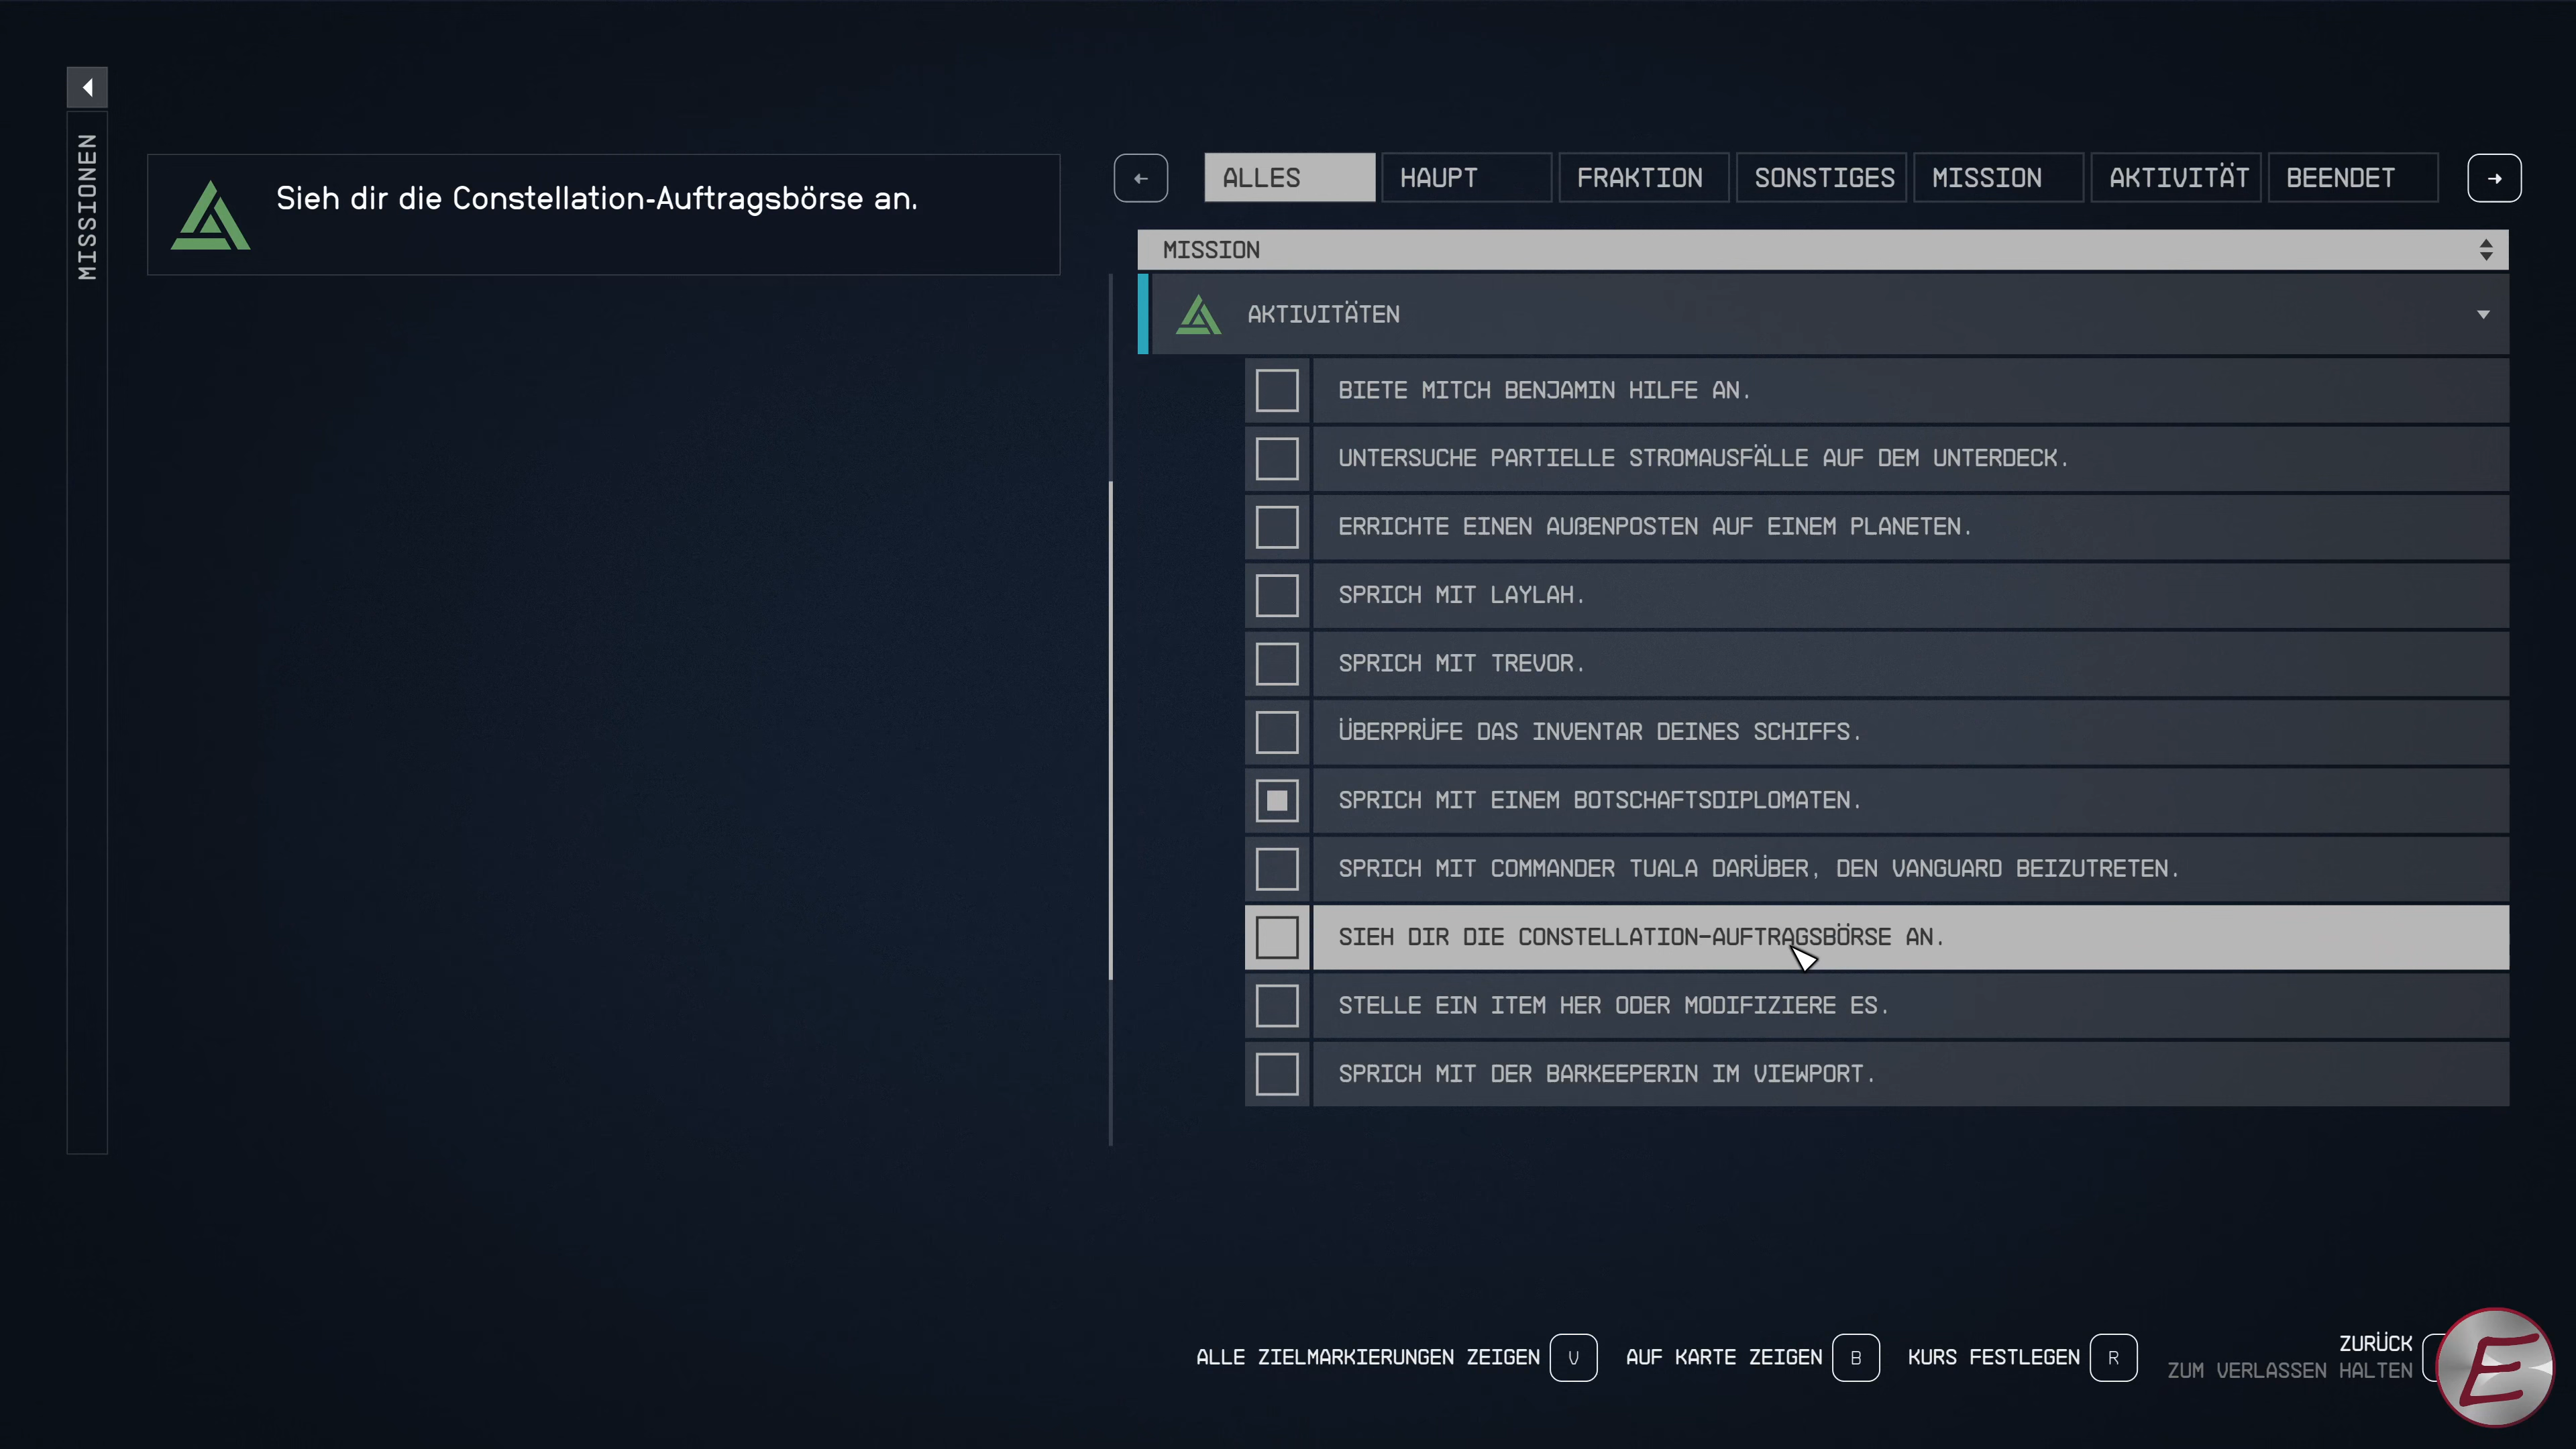 MISSIONEN
Sieh dir die Constellation-Auftragsbörse an.
ALLES HAUPT FRAKTION SONSTIGES MISSION AKTIVITÄT BEENDET
MISSION
AKTIVITÄTEN
BIETE MITCH BENJAMIN HILFE AN.
UNTERSUCHE PARTIELLE STROMAUSFÄLLE AUF DEM UNTERDECK.
ERRICHTE EINEN AUßENPOSTEN AUF EINEM PLANETEN.
SPRICH MIT LAYLAH.
SPRICH MIT TREVOR.
ÜBERPRÜFE DAS INVENTAR DEINES SCHIFFS.
SPRICH MIT EINEM BOTSCHAFTSDIPLOMATEN.
SPRICH MIT COMMANDER TUALA DARÜBER, DEN VANGUARD BEIZUTRETEN.
SIEH DIR DIE CONSTELLATION-AUFTRAGSBÖRSE AN.
STELLE EIN ITEM HER ODER MODIFIZIERE ES.
SPRICH MIT DER BARKEEPERIN IM VIEWPORT.
ALLE ZIELMARKIERUNGEN ZEIGEN V AUF KARTE ZEIGEN B KURS FESTLEGEN R
ZURÜCK
ZUM VERLASSEN HALTEN
E